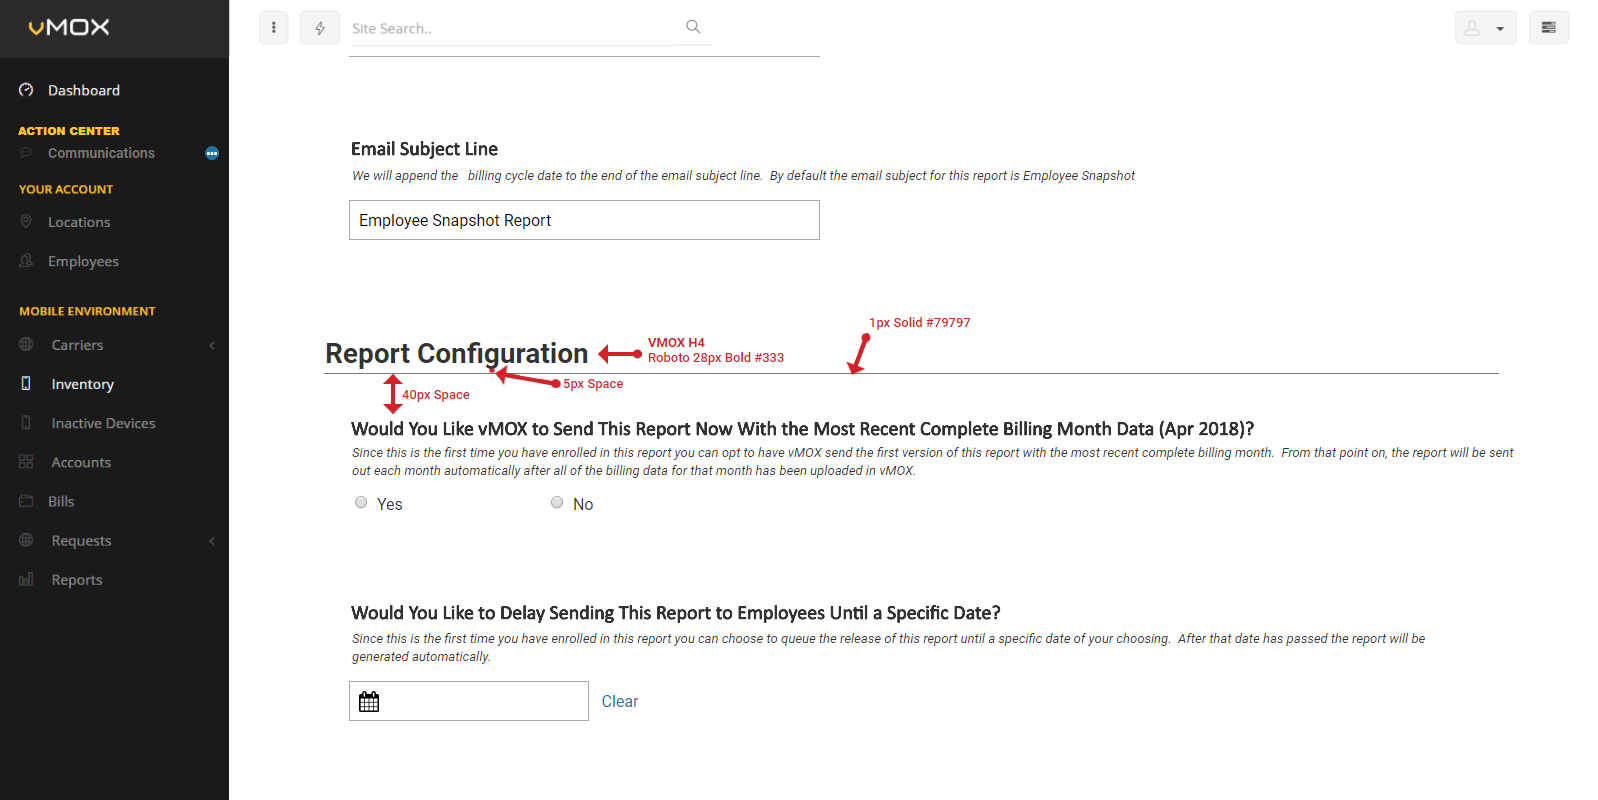 vMOX
Site Search..
Dashboard
ACTION CENTER
Communications
YOUR ACCOUNT
Locations
Employees
MOBILE ENVIRONMENT
Carriers
Inventory
Inactive Devices
Accounts
Bills
Requests
Reports
Email Subject Line
We will append the billing cycle date to the end of the email subject line. By default the email subject for this report is Employee Snapshot
Employee Snapshot Report
1px Solid #79797
Report Configuration
VMOX H4
Roboto 28px Bold #333
5px Space
40px Space
Would You Like vMOX to Send This Report Now With the Most Recent Complete Billing Month Data (Apr 2018)?
Since this is the first time you have enrolled in this report you can opt to have vMOX send the first version of this report with the most recent complete billing month. From that point on, the report will be sent
out each month automatically after all of the billing data for that month has been uploaded in vMOX.
Yes No
Would You Like to Delay Sending This Report to Employees Until a Specific Date?
Since this is the first time you have enrolled in this report you can choose to queue the release of this report until a specific date of your choosing. After that date has passed the report will be
generated automatically.
Clear